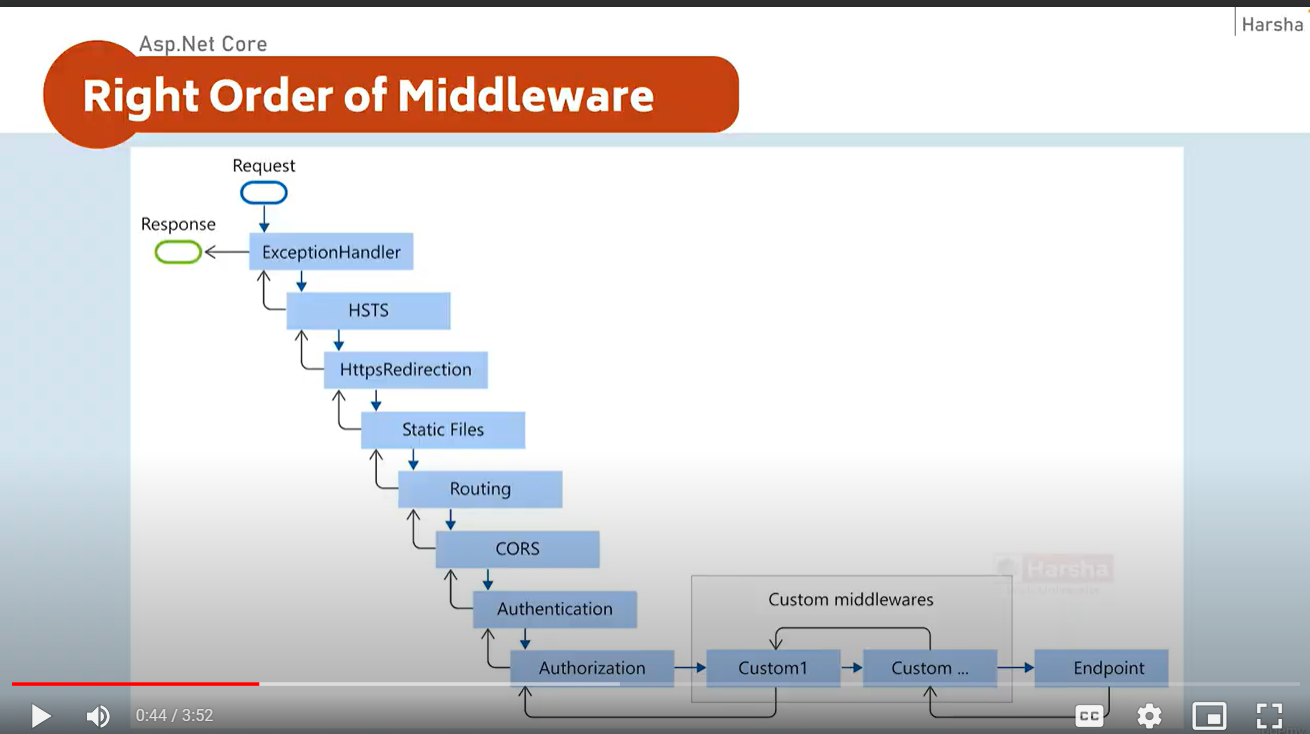 Harsha
Asp.Net Core
Right Order of Middleware
Request
Response
ExceptionHandler
HSTS
HttpsRedirection
Static Files
Routing
CORS
Harsha
Authentication
Custom middlewares
Authorization
Custom1
Custom ...
Endpoint
0:44 / 3:52
CC